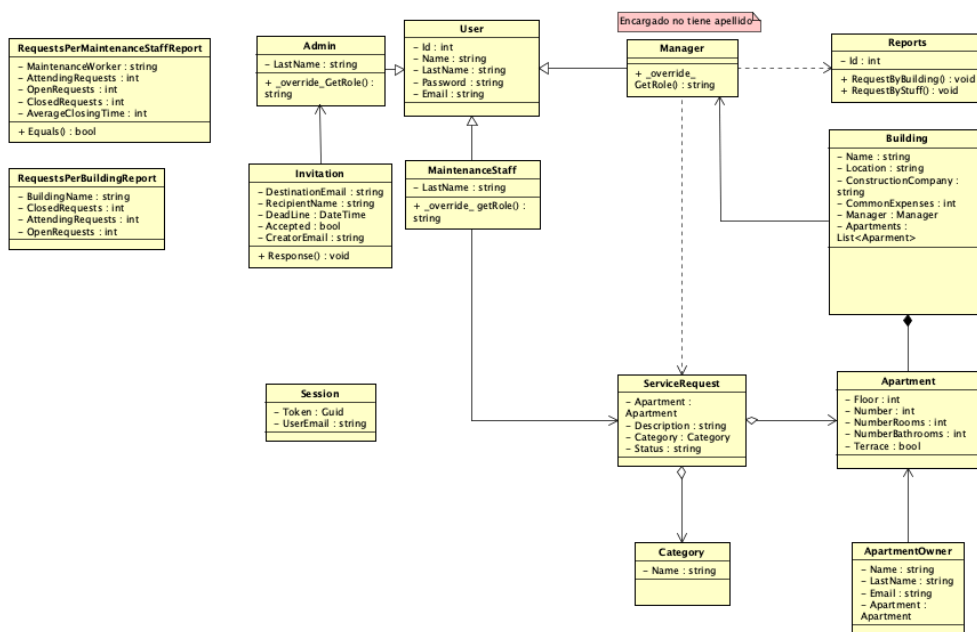 Encargado no tiene apellido
RequestsPerMaintenanceStaffReport
- MaintenanceWorker : string
- AttendingRequests : int
- OpenRequests : int
- ClosedRequests : int
- AverageClosingTime : int
+ Equals() : bool
RequestsPerBuildingReport
- BuildingName : string
- ClosedRequests : int
- AttendingRequests : int
- OpenRequests : int
Admin
- LastName : string
+ _override_GetRole() :
string
User
- Id : int
- Name : string
- LastName : string
- Password : string
- Email : string
Manager
+ _override_
GetRole() : string
Reports
- Id : int
+ RequestByBuilding() : void
+ RequestByStuff() : void
Invitation
- DestinationEmail : string
- RecipientName : string
- DeadLine : DateTime
- Accepted : bool
- CreatorEmail : string
+ Response() : void
MaintenanceStaff
- LastName : string
+ _override_ getRole() :
string
Building
- Name : string
- Location : string
- ConstructionCompany :
string
- CommonExpenses : int
- Manager : Manager
- Apartments :
List<Aparment>
Session
- Token : Guid
- UserEmail : string
ServiceRequest
- Apartment :
Apartment
- Description : string
- Category : Category
- Status : string
Apartment
- Floor : int
- Number : int
- NumberRooms : int
- NumberBathrooms : int
- Terrace : bool
Category
- Name : string
ApartmentOwner
- Name : string
- LastName : string
- Email : string
- Apartment :
Apartment